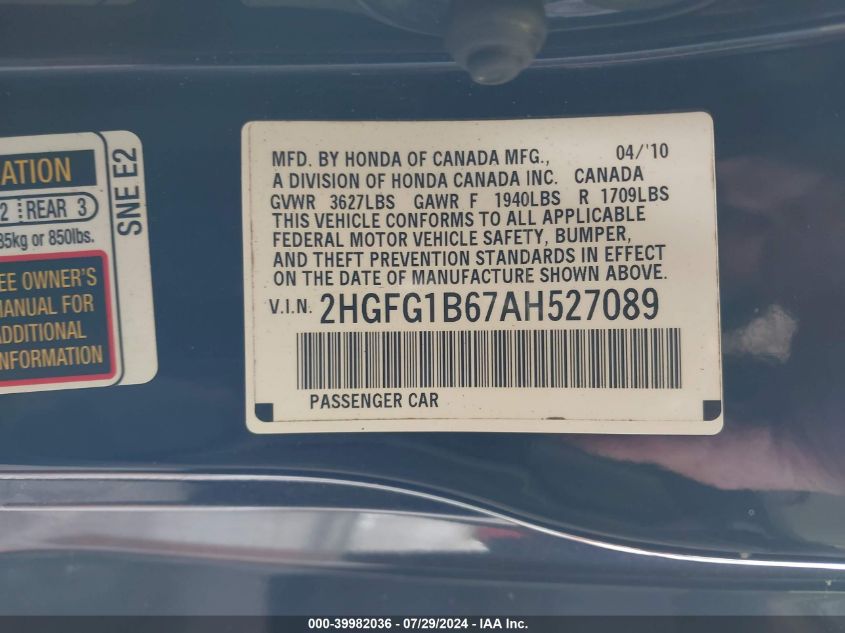 ATION
2 REAR 3
35kg or 850lbs.
EE OWNER'S
MANUAL FOR
ADDITIONAL
NFORMATION
SNE E2
MFD. BY HONDA OF CANADA MFG., 04/'10
A DIVISION OF HONDA CANADA INC. CANADA
GVWR 3627LBS GAWR F 1940LBS R 1709LBS
THIS VEHICLE CONFORMS TO ALL APPLICABLE
FEDERAL MOTOR VEHICLE SAFETY, BUMPER,
AND THEFT PREVENTION STANDARDS IN EFFECT
ON THE DATE OF MANUFACTURE SHOWN ABOVE.
V.I.N. 2HGFG1B67AH527089
PASSENGER CAR
000-39982036 - 07/29/2024 - IAA Inc.